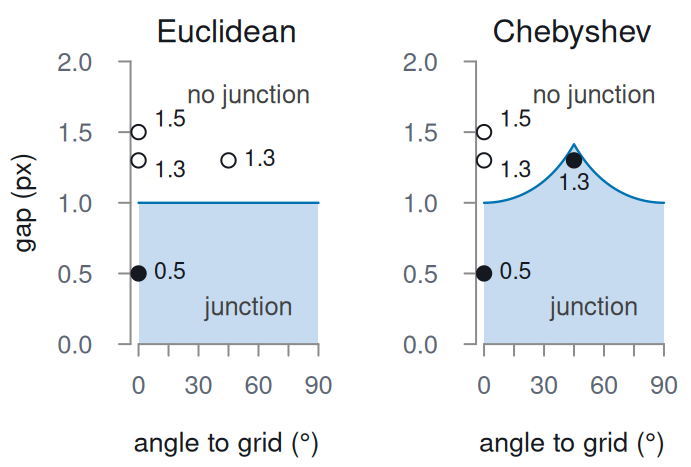 Euclidean
2.0
no junction
1.5
1.5
1.3
1.3
1.0
0.5
0.5
junction
0.0
0 30 60 90
angle to grid (°)
gap (px)
Chebyshev
2.0
no junction
1.5
1.5
1.3
1.3
1.0
0.5
0.5
junction
0.0
0 30 60 90
angle to grid (°)